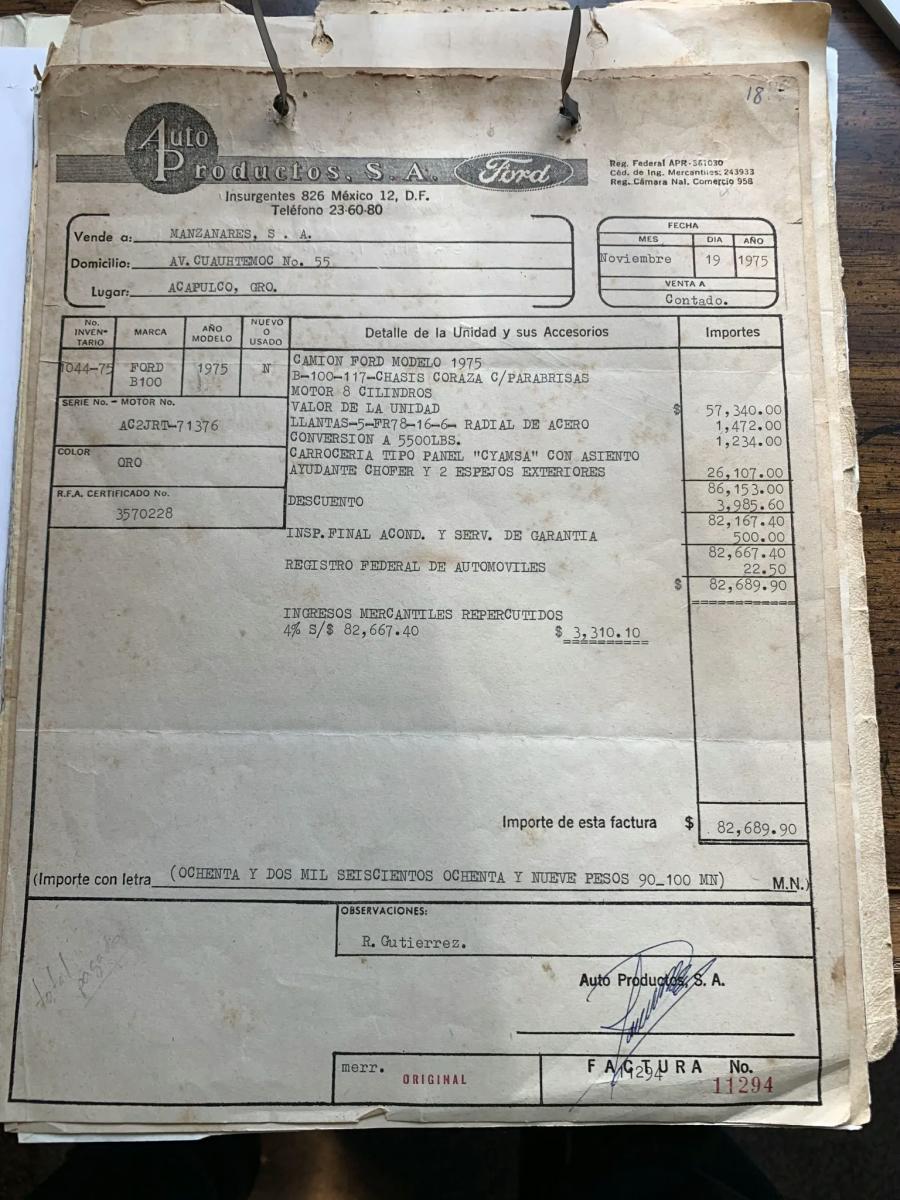 18
Auto
Productos, S. A.
Ford
Insurgentes 826 México 12, D.F.
Teléfono 23-60-80
Reg. Federal APR-361030
Céd. de Ing. Mercantiles: 243933
Reg. Cámara Nal. Comercio 958
Vende a: MANZANARES, S . A.
Domicilio: AV. CUAUHTEMOC No. 55
Lugar: ACAPULCO, GRO.
FECHA
MES DIA AÑO
Noviembre 19 1975
VENTA A
Contado.
No. INVEN- TARIO MARCA AÑO MODELO NUEVO O USADO Detalle de la Unidad y sus Accesorios Importes
1044-75 FORD B100 1975 N
SERIE No. - MOTOR No.
AC2JRT-71376
COLOR
ORO
R.F.A. CERTIFICADO No.
3570228
CAMION FORD MODELO 1975
B-100-117-CHASIS CORAZA C/PARABRISAS
MOTOR 8 CILINDROS
VALOR DE LA UNIDAD $ 57,340.00
LLANTAS-5-FR78-16-6- RADIAL DE ACERO 1,472.00
CONVERSION A 5500LBS. 1,234.00
CARROCERIA TIPO PANEL "CYAMSA" CON ASIENTO
AYUDANTE CHOFER Y 2 ESPEJOS EXTERIORES 26,107.00
86,153.00
DESCUENTO 3,985.60
82,167.40
INSP.FINAL ACOND. Y SERV. DE GARANTIA 500.00
82,667.40
REGISTRO FEDERAL DE AUTOMOVILES 22.50
$ 82,689.90
INGRESOS MERCANTILES REPERCUTIDOS
4% S/$ 82,667.40 $ 3,310.10
Importe de esta factura $ 82,689.90
(Importe con letra (OCHENTA Y DOS MIL SEISCIENTOS OCHENTA Y NUEVE PESOS 90_100 MN) M.N.)
OBSERVACIONES:
R. Gutierrez.
total
pagado
Auto Productos, S. A.
merr.
ORIGINAL
FACTURA No.
11294
11294